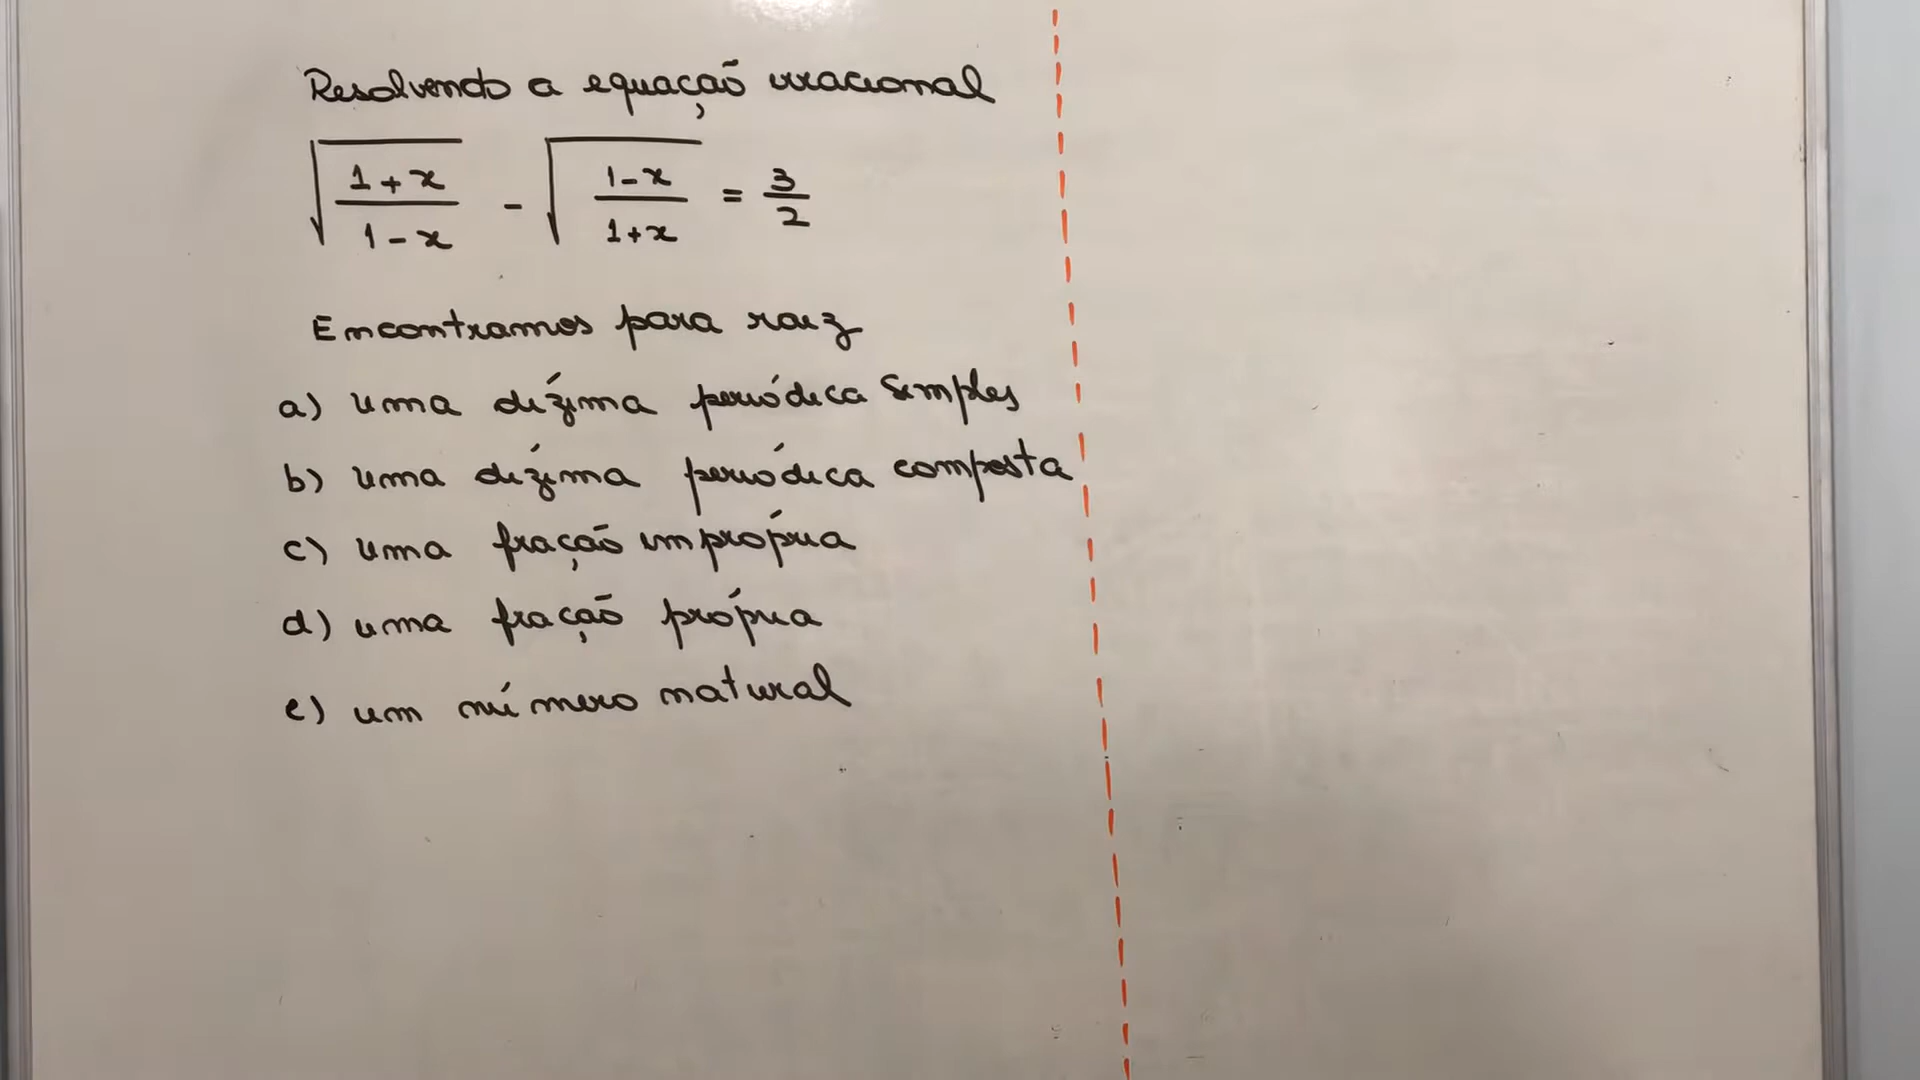 Resolvendo a equação irracional
√((1+x)/(1-x)) - √((1-x)/(1+x)) = 3/2
Encontramos para raiz
a) uma dízima periódica simples
b) uma dízima periódica composta
c) uma fração imprópria
d) uma fração própria
e) um número natural